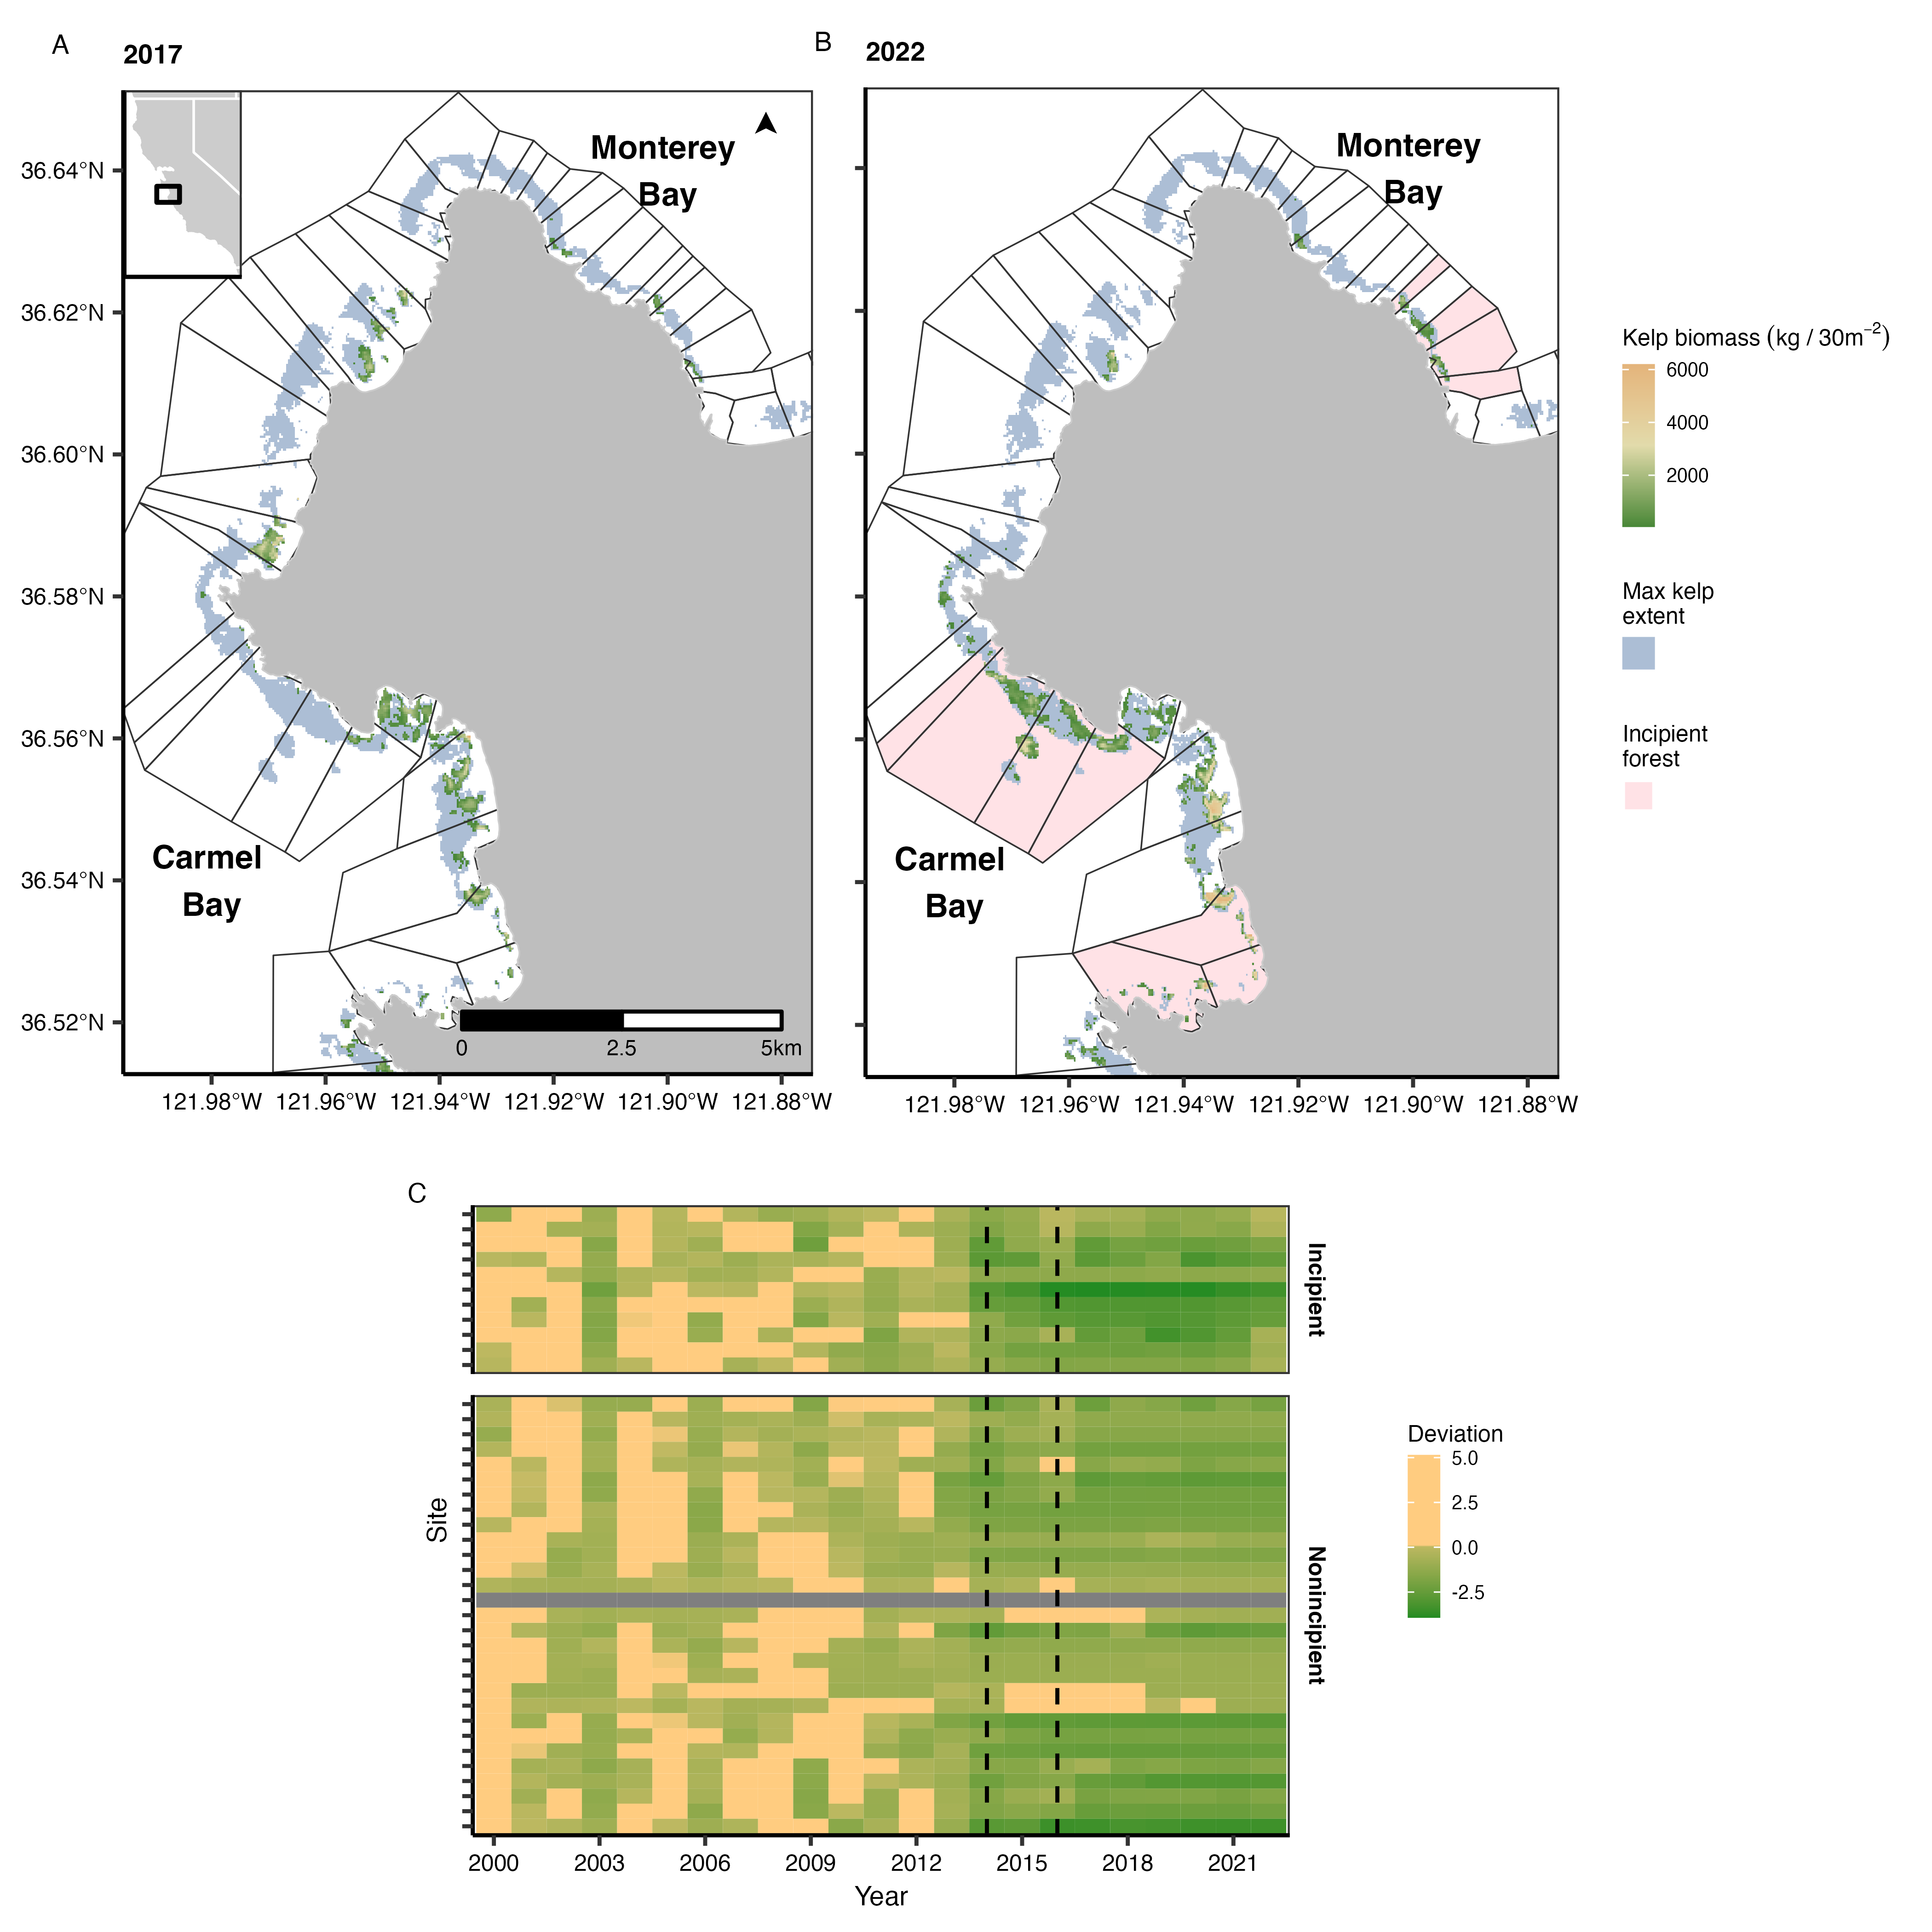 A
2017
B
2022
Monterey
Bay
Monterey
Bay
36.64°N
36.62°N
36.60°N
36.58°N
36.56°N
36.54°N
36.52°N
Carmel
Bay
Carmel
Bay
0
2.5
5km
121.98°W
121.96°W
121.94°W
121.92°W
121.90°W
121.88°W
121.98°W
121.96°W
121.94°W
121.92°W
121.90°W
121.88°W
Kelp biomass (kg / 30m⁻²)
6000
4000
2000
Max kelp
extent
Incipient
forest
C
Incipient
Nonincipient
Site
2000
2003
2006
2009
2012
2015
2018
2021
Year
Deviation
5.0
2.5
0.0
-2.5